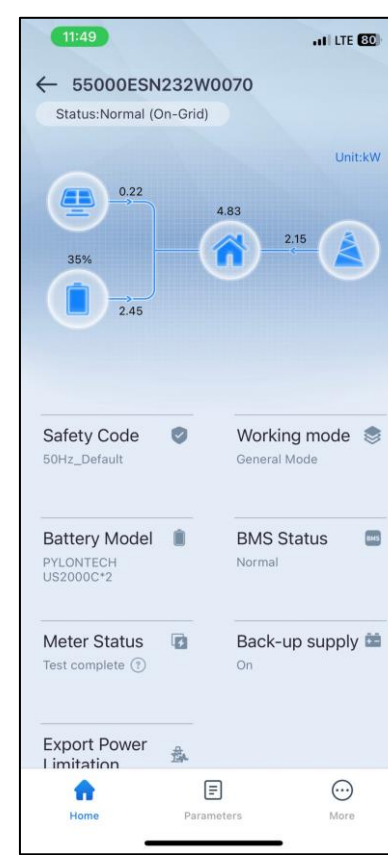 11:49
LTE 80
55000ESN232W0070
Status:Normal (On-Grid)
Unit:kW
0.22
4.83
2.15
35%
2.45
Safety Code
50Hz_Default
Working mode
General Mode
Battery Model
PYLONTECH
US2000C*2
BMS Status
BMS
Normal
Meter Status
Test complete ?
Back-up supply
On
Export Power
Limitation
Home
Parameters
More